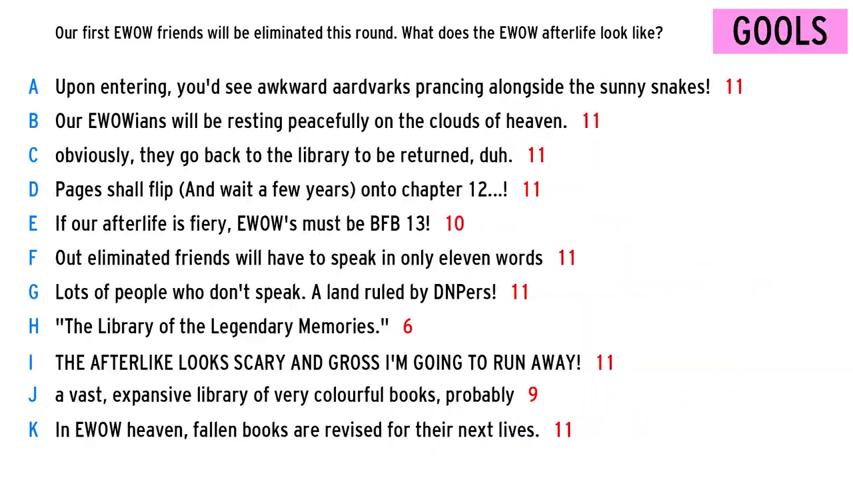 Our first EWOW friends will be eliminated this round. What does the EWOW afterlife look like?
GOOLS
A Upon entering, you'd see awkward aardvarks prancing alongside the sunny snakes! 11
B Our EWOWians will be resting peacefully on the clouds of heaven. 11
C obviously, they go back to the library to be returned, duh. 11
D Pages shall flip (And wait a few years) onto chapter 12...! 11
E If our afterlife is fiery, EWOW's must be BFB 13! 10
F Out eliminated friends will have to speak in only eleven words 11
G Lots of people who don't speak. A land ruled by DNPers! 11
H "The Library of the Legendary Memories." 6
I THE AFTERLIKE LOOKS SCARY AND GROSS I'M GOING TO RUN AWAY! 11
J a vast, expansive library of very colourful books, probably 9
K In EWOW heaven, fallen books are revised for their next lives. 11